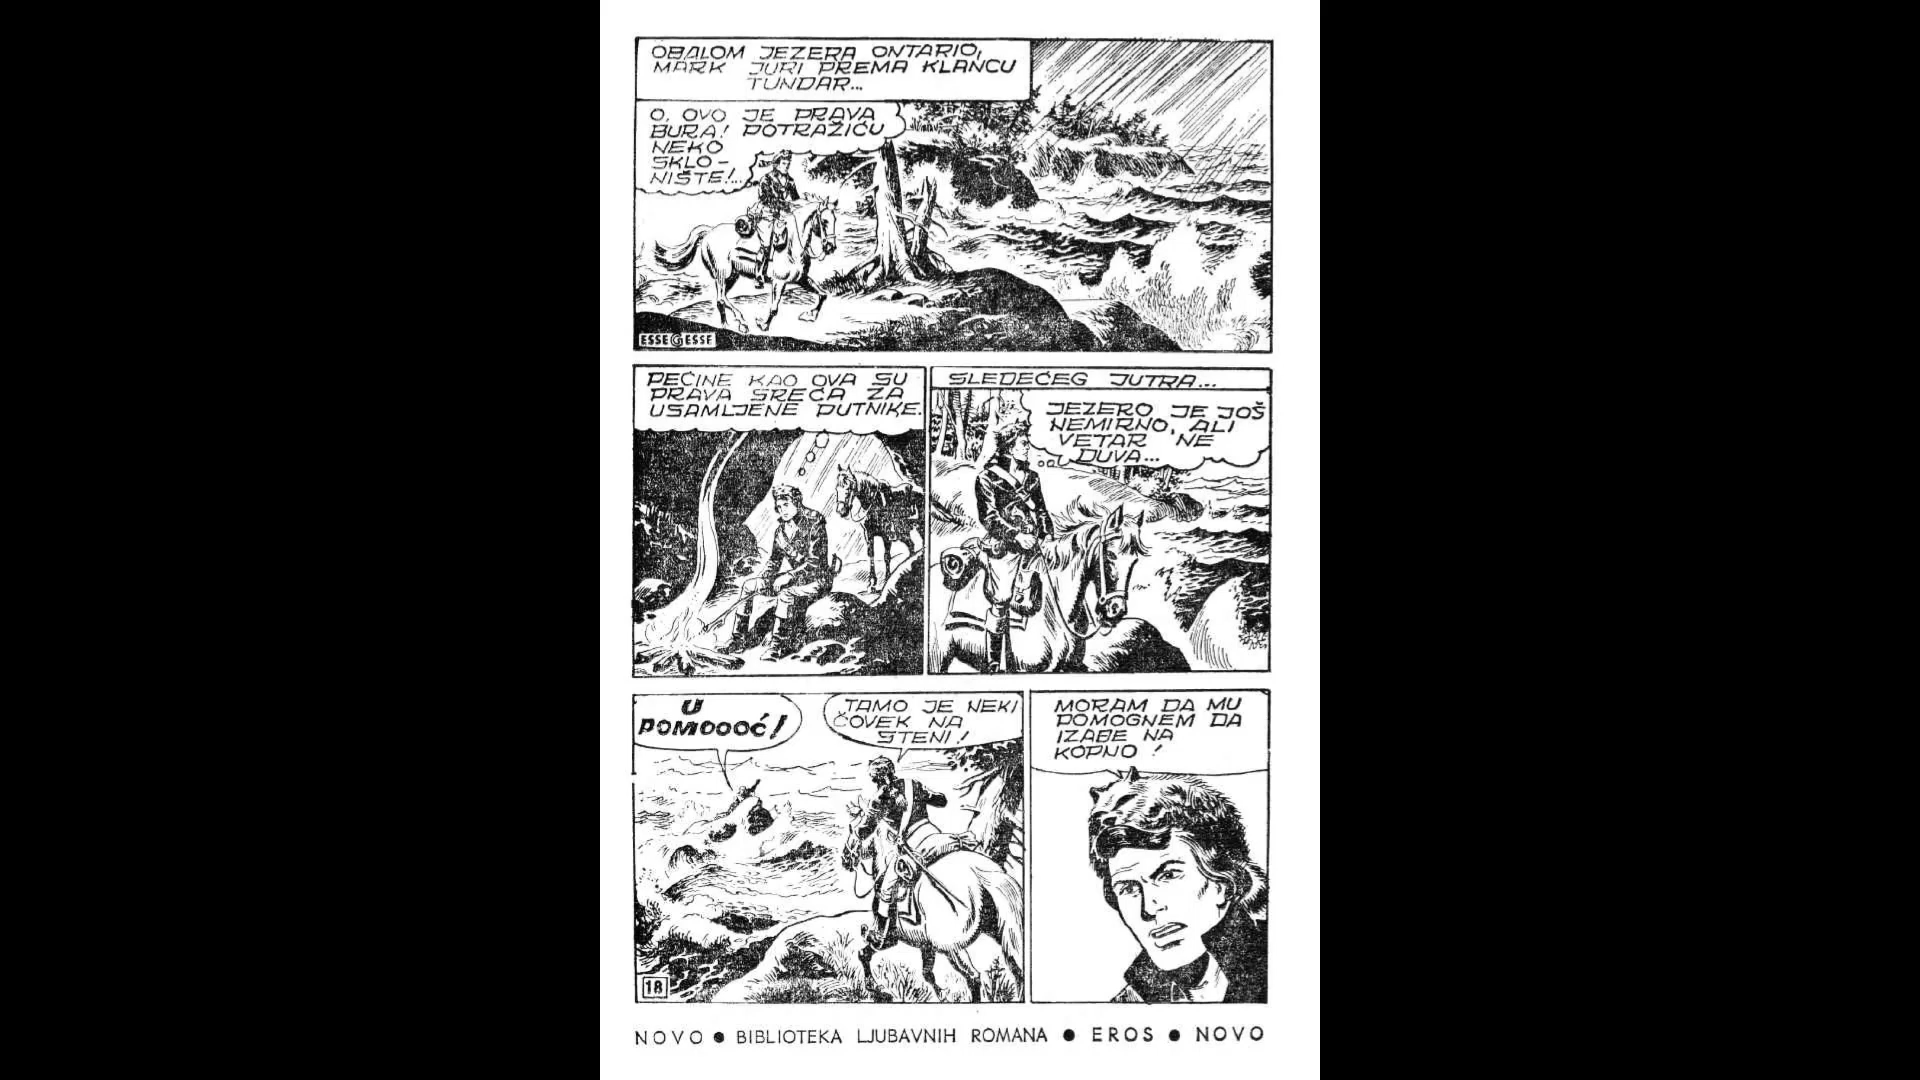 OBALOM JEZERA ONTARIO,
MARK JURI PREMA KLANCU
TUNDAR...
O, OVO JE PRAVA
BURA! POTRAŽIĆU
NEKO
SKLO-
NIŠTE!...
ESSEGESSE
PEĆINE KAO OVA SU
PRAVA SREĆA ZA
USAMLJENE PUTNIKE.
SLEDEĆEG JUTRA...
JEZERO JE JOŠ
NEMIRNO, ALI
VETAR NE
DUVA...
U
POMOOOĆ!
TAMO JE NEKI
ČOVEK NA
STENI!
MORAM DA MU
POMOGNEM DA
IZAĐE NA
KOPNO!
18
NOVO ● BIBLIOTEKA LJUBAVNIH ROMANA ● EROS ● NOVO